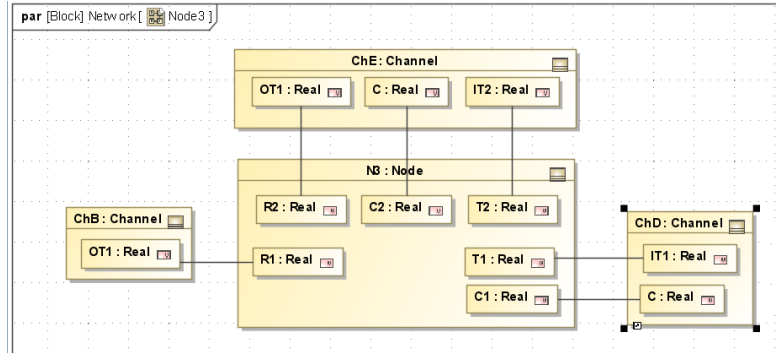 par [Block] Network [ Node3 ]
ChE : Channel
OT1 : Real
C : Real
IT2 : Real
N3 : Node
R2 : Real
C2 : Real
T2 : Real
ChB : Channel
OT1 : Real
R1 : Real
T1 : Real
C1 : Real
ChD : Channel
IT1 : Real
C : Real